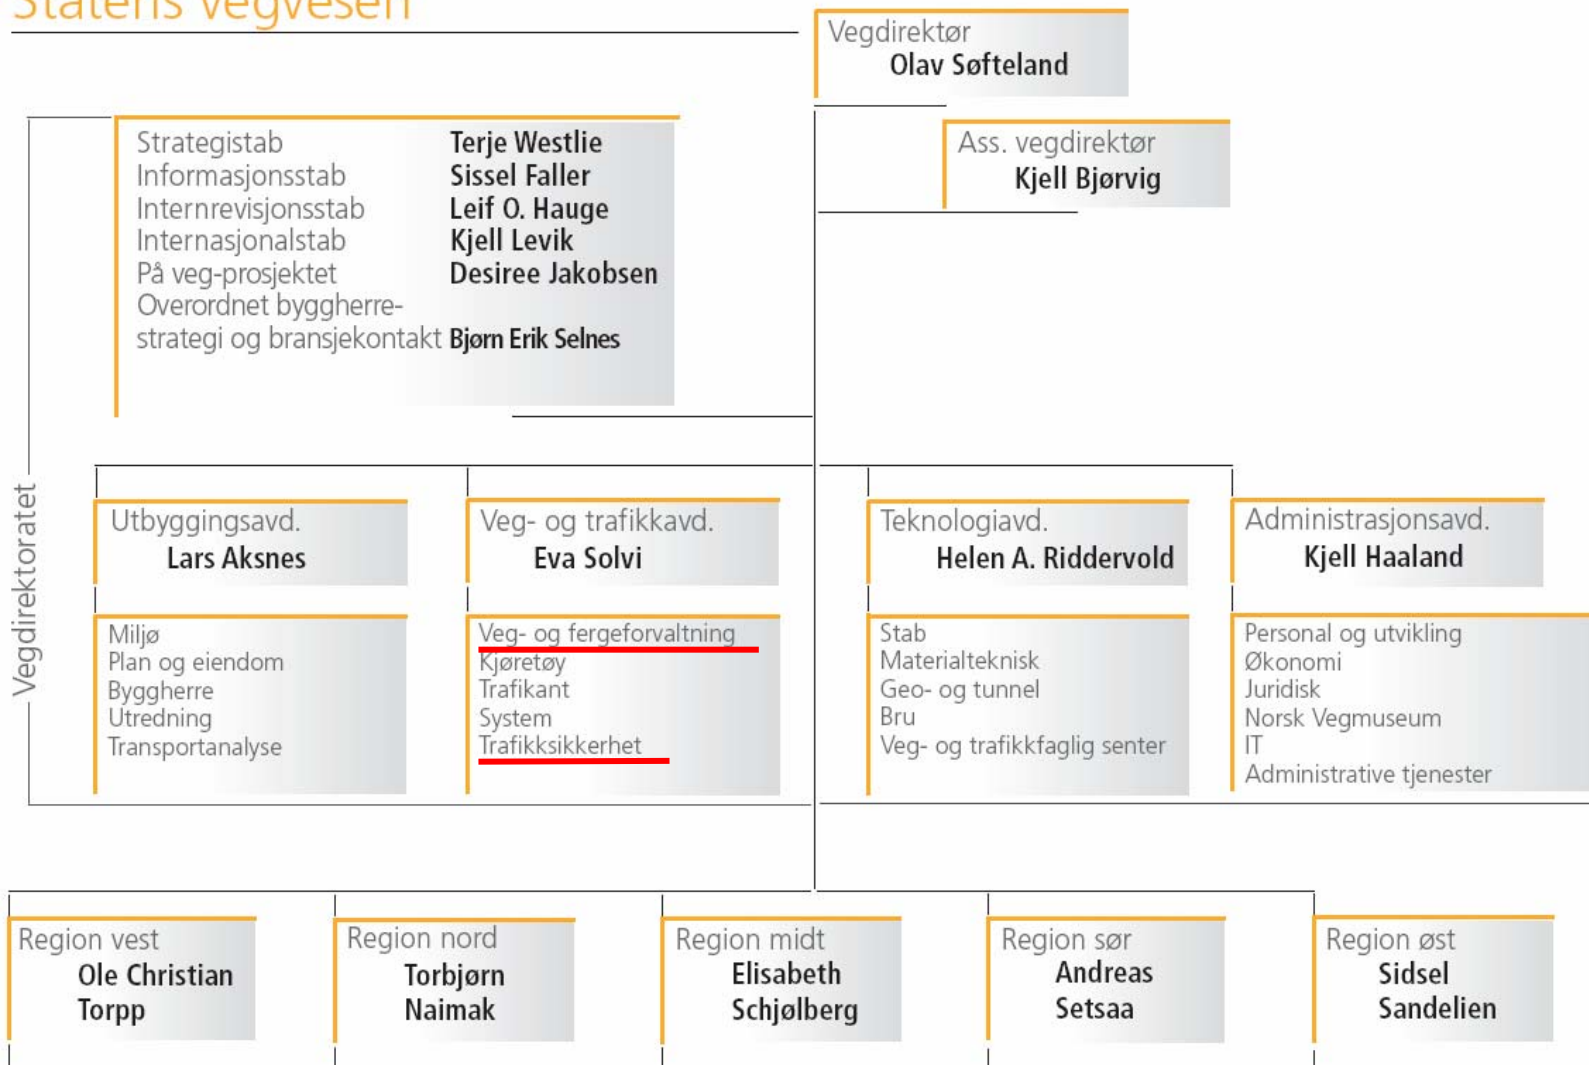 Statens vegvesen
Vegdirektør
Olav Søfteland
Ass. vegdirektør
Kjell Bjørvig
Strategistab Terje Westlie
Informasjonsstab Sissel Faller
Internrevisjonsstab Leif O. Hauge
Internasjonalstab Kjell Levik
På veg-prosjektet Desiree Jakobsen
Overordnet byggherre-
strategi og bransjekontakt Bjørn Erik Selnes
Vegdirektoratet
Utbyggingsavd.
Lars Aksnes
Miljø
Plan og eiendom
Byggherre
Utredning
Transportanalyse
Veg- og trafikkavd.
Eva Solvi
Veg- og fergeforvaltning
Kjøretøy
Trafikant
System
Trafikksikkerhet
Teknologiavd.
Helen A. Riddervold
Stab
Materialteknisk
Geo- og tunnel
Bru
Veg- og trafikkfaglig senter
Administrasjonsavd.
Kjell Haaland
Personal og utvikling
Økonomi
Juridisk
Norsk Vegmuseum
IT
Administrative tjenester
Region vest
Ole Christian
Torpp
Region nord
Torbjørn
Naimak
Region midt
Elisabeth
Schjølberg
Region sør
Andreas
Setsaa
Region øst
Sidsel
Sandelien